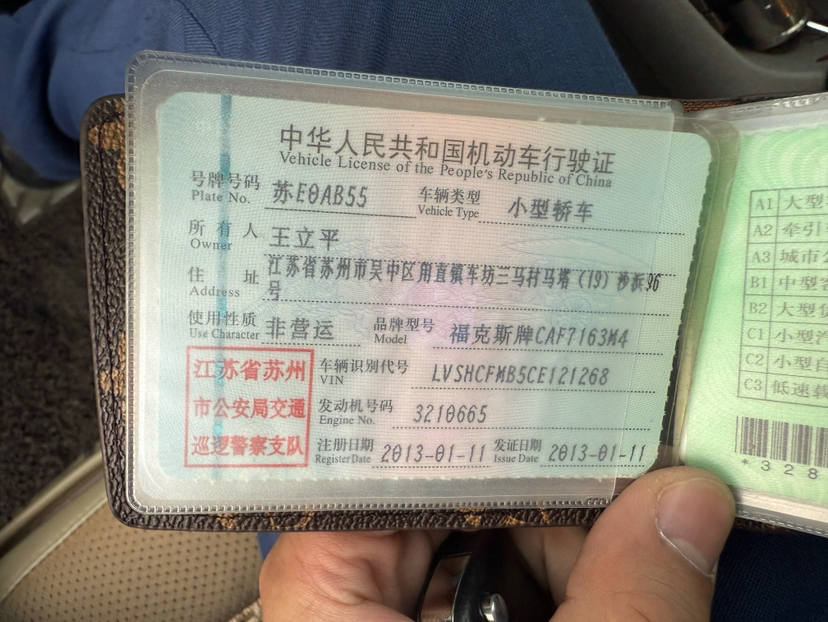 中华人民共和国机动车行驶证
Vehicle License of the People's Republic of China
号牌号码 苏E0AB55 车辆类型 小型轿车
Plate No. Vehicle Type
所有人 王立平
Owner
住址 江苏省苏州市吴中区甪直镇车坊三马村马塔(19)沙浜96
Address 号
使用性质 非营运 品牌型号 福克斯牌CAF7163M4
Use Character Model
江苏省苏州 车辆识别代号 LVSHCFMB5CE121268
VIN
市公安局交通 发动机号码 3210665
Engine No.
巡逻警察支队 注册日期 2013-01-11 发证日期 2013-01-11
Register Date Issue Date
A1 大型
A2 牵引
A3 城市公
B1 中型客
B2 大型
C1 小型汽
C2 小型自
C3 低速载
*328